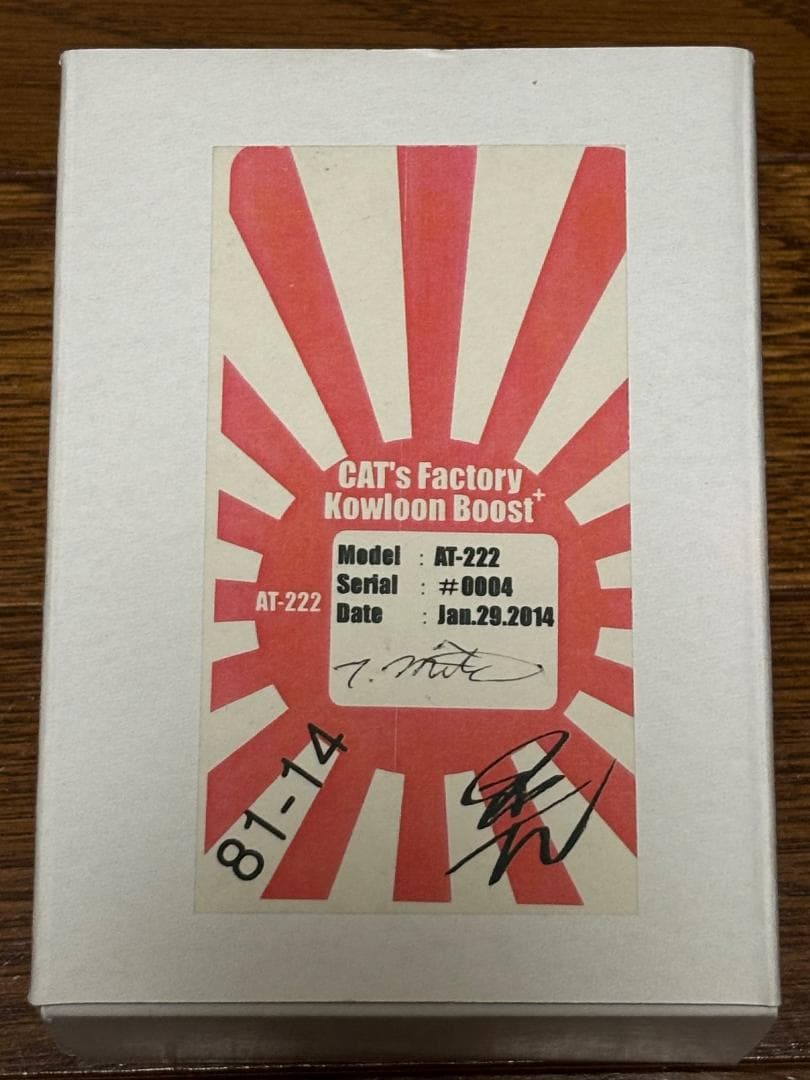 CAT's Factory
Kowloon Boost+
Model : AT-222
Serial : #0004
Date : Jan.29.2014
AT-222
81-14